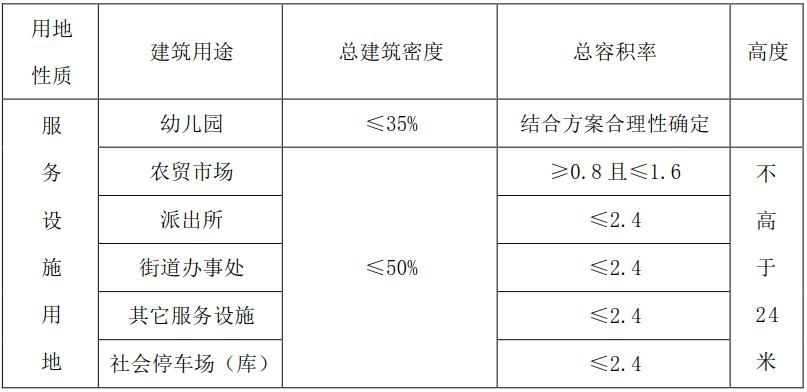 用地
性质
建筑用途
总建筑密度
总容积率
高度
服
务
设
施
用
地
幼儿园
≤35%
结合方案合理性确定
农贸市场
≤50%
≥0.8 且≤1.6
不
高
于
24
米
派出所
≤2.4
街道办事处
≤2.4
其它服务设施
≤2.4
社会停车场（库）
≤2.4